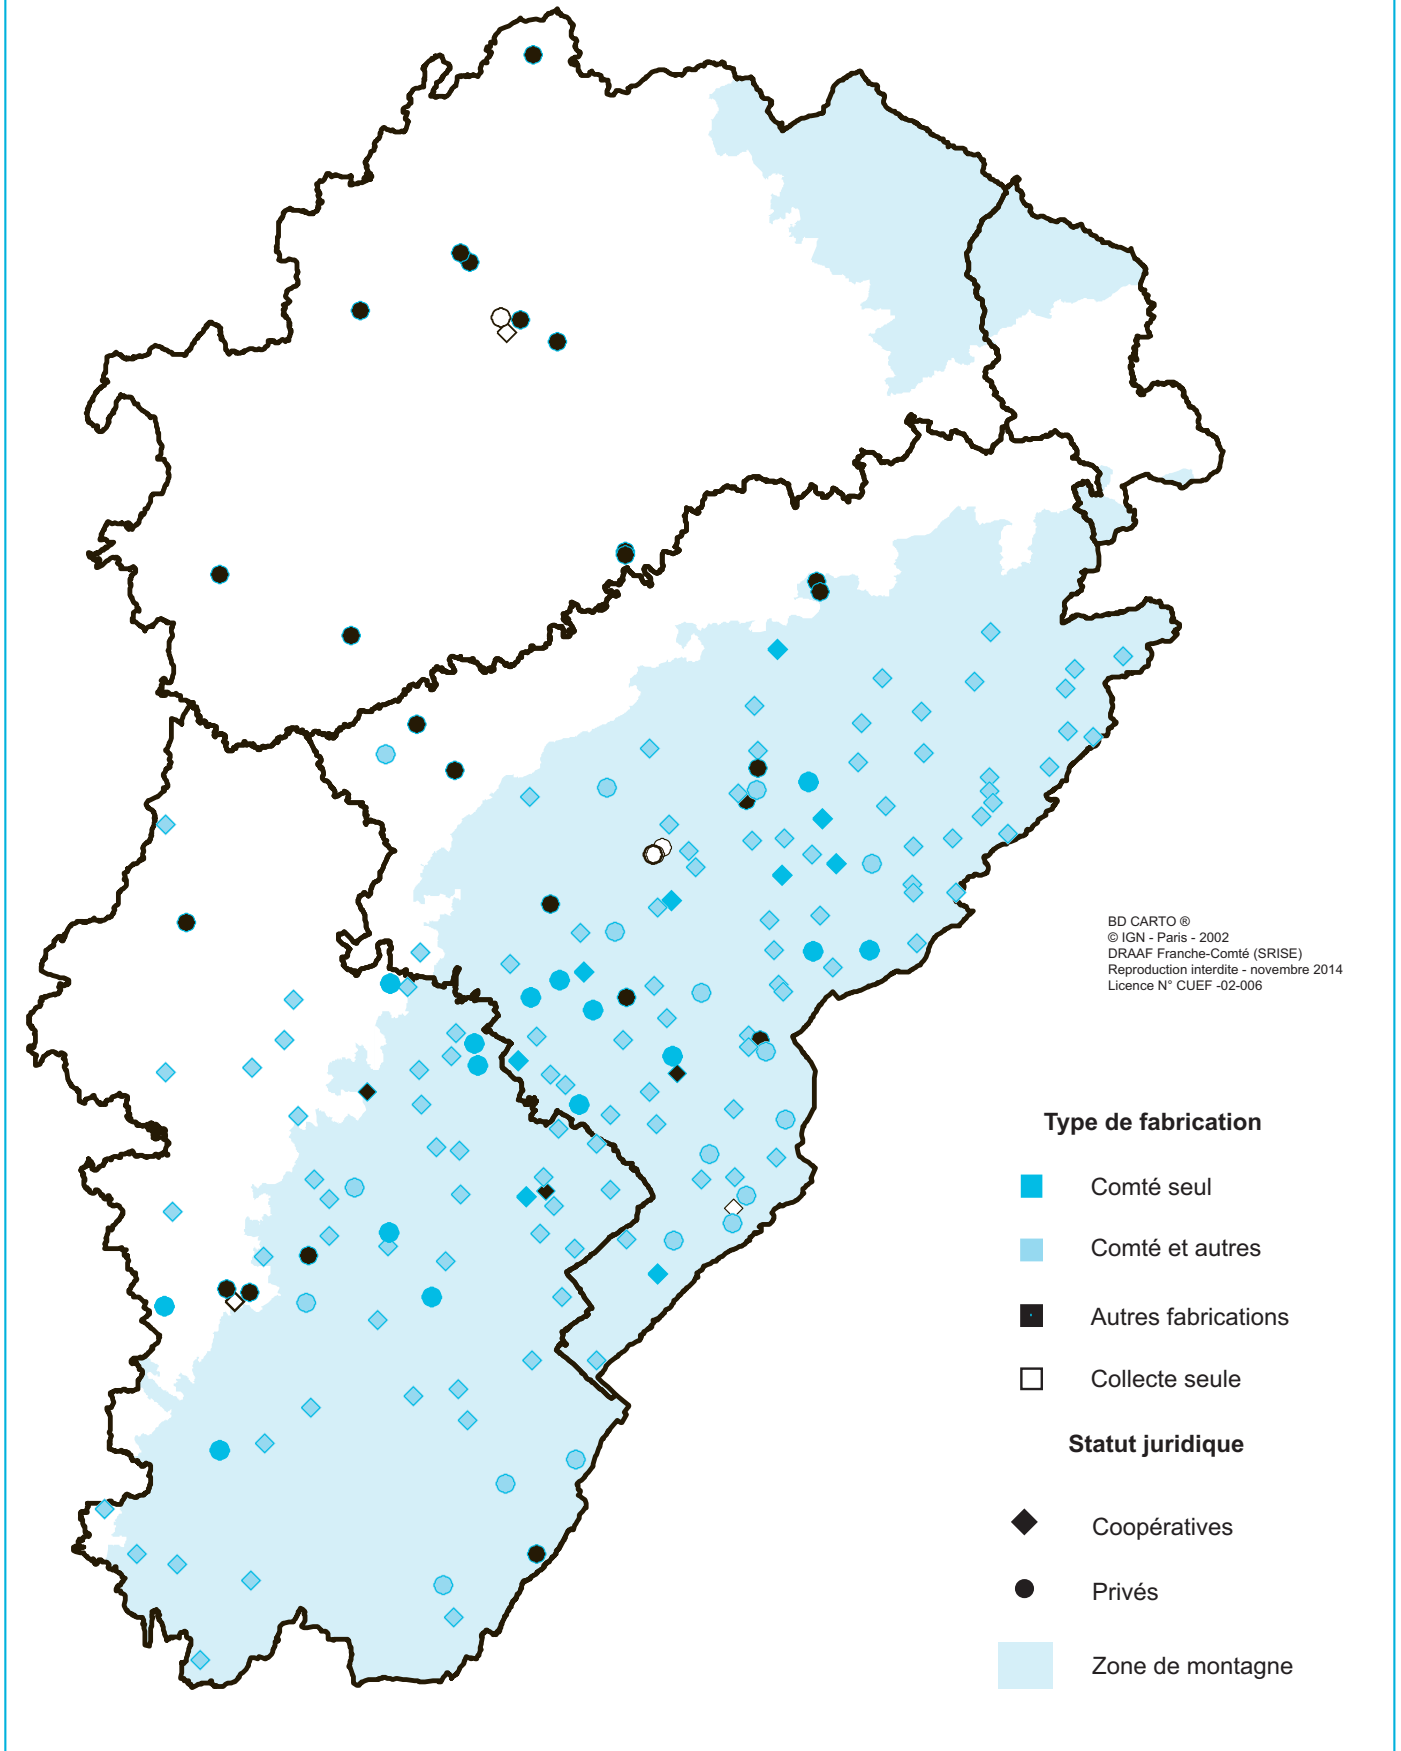 BD CARTO ®
© IGN - Paris - 2002
DRAAF Franche-Comté (SRISE)
Reproduction interdite - novembre 2014
Licence N° CUEF -02-006
Type de fabrication
Comté seul
Comté et autres
Autres fabrications
Collecte seule
Statut juridique
Coopératives
Privés
Zone de montagne